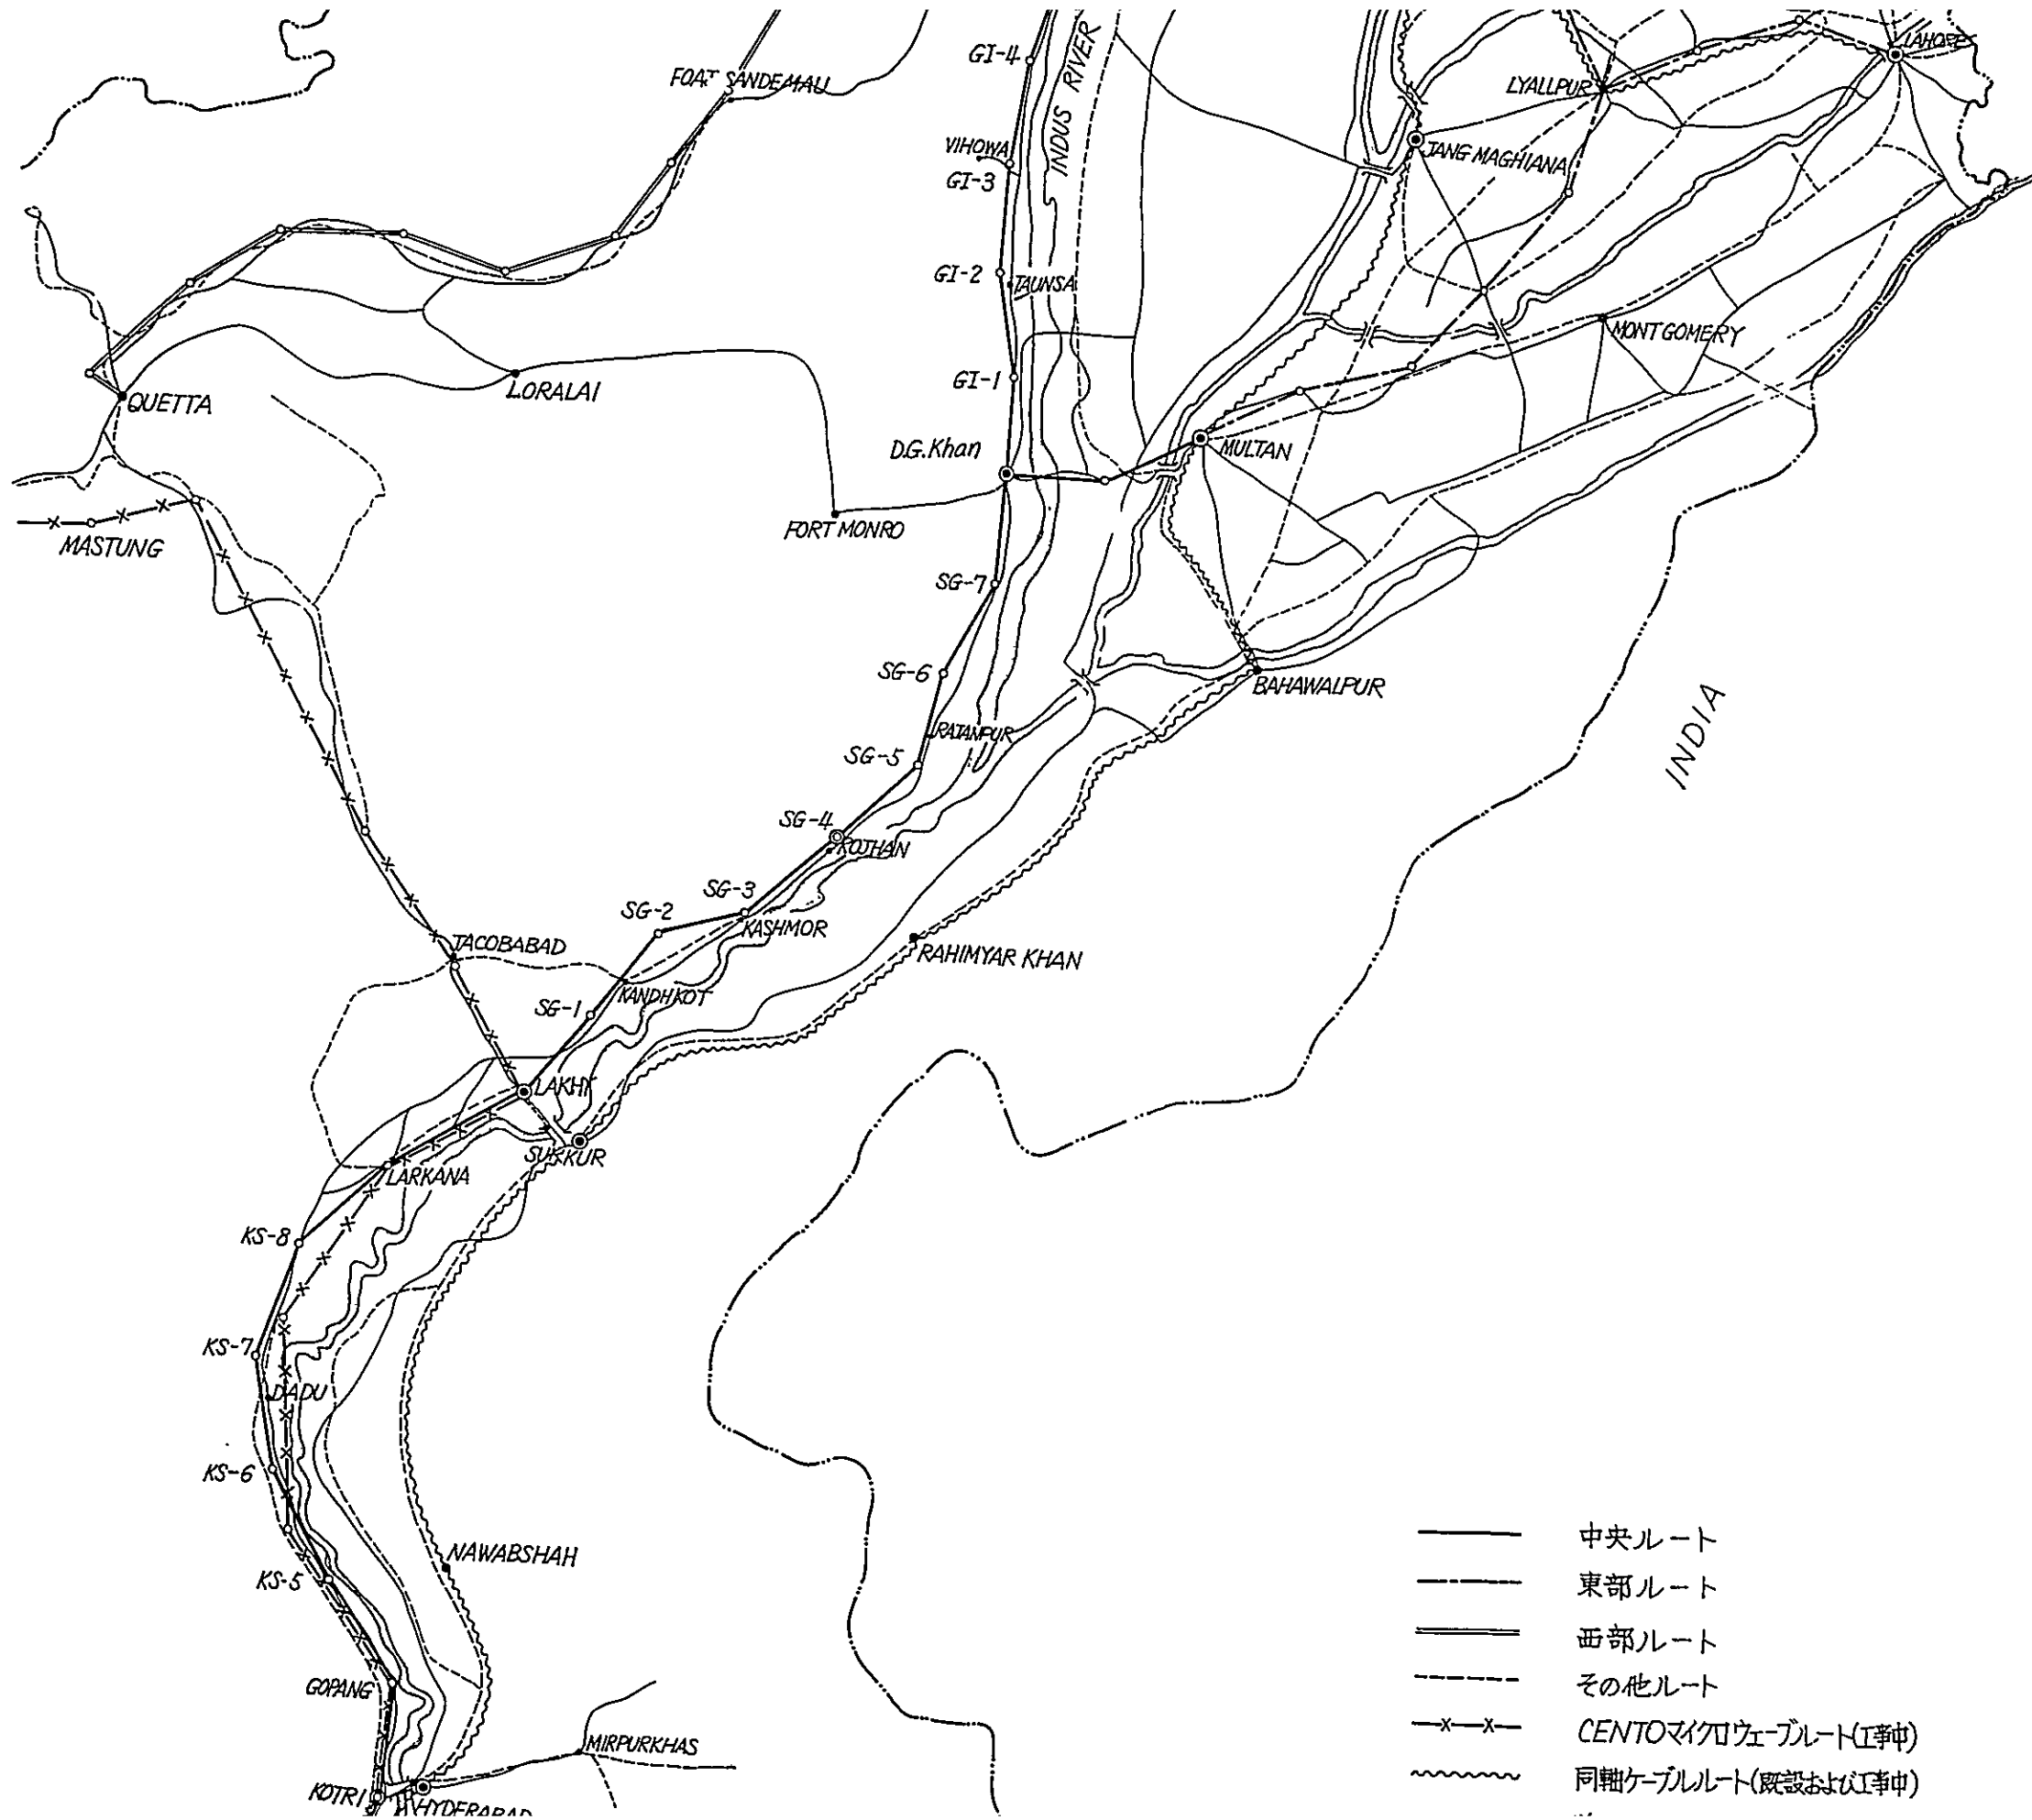 GI-4
INDUS RIVER
LAHORE
FOAT SANDEMAU
LYALLPUR
VIHOWA
GI-3
JANG MAGHIANA
GI-2
TAUNSA
MONTGOMERY
GI-1
LORALAI
QUETTA
D.G.Khan
MULTAN
FORT MONRO
MASTUNG
SG-7
SG-6
BAHAWALPUR
RAJANPUR
INDIA
SG-5
SG-4
ROJHAN
SG-3
SG-2
KASHMOR
JACOBABAD
RAHIMYAR KHAN
KANDHKOT
SG-1
LAKHI
SUKKUR
LARKANA
KS-8
KS-7
DADU
KS-6
NAWABSHAH
KS-5
GOPANG
MIRPURKHAS
KOTRI
HYDERABAD
中央ルート
東部ルート
西部ルート
その他ルート
CENTOマイクロウェーブルート(工事中)
同軸ケーブルルート(既設および工事中)